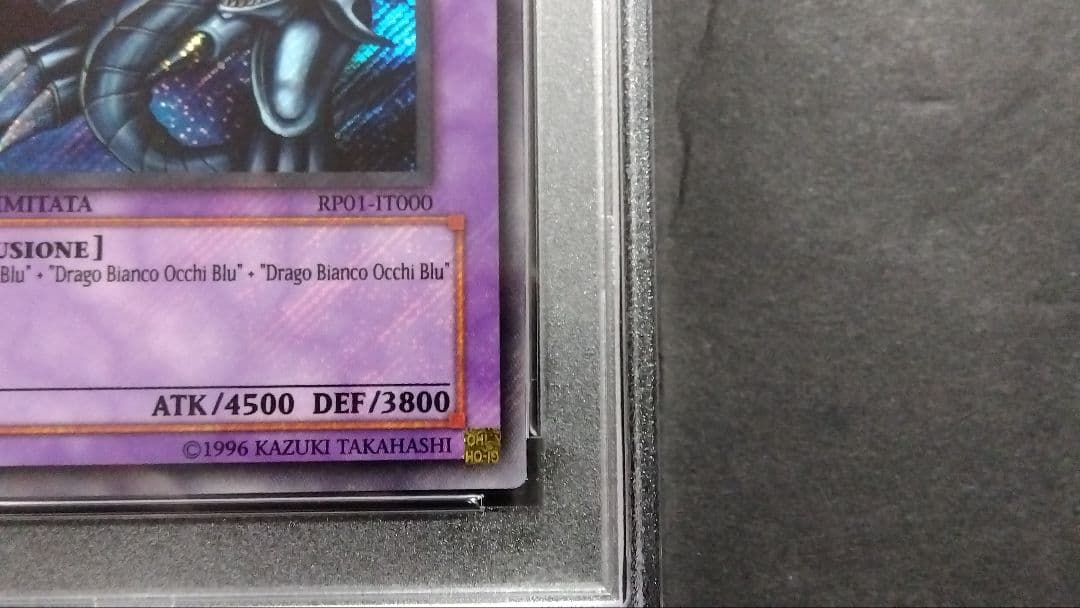 IMITATA RP01-IT000
USIONE]
Blu" + "Drago Bianco Occhi Blu" + "Drago Bianco Occhi Blu"
ATK/4500 DEF/3800
©1996 KAZUKI TAKAHASHI